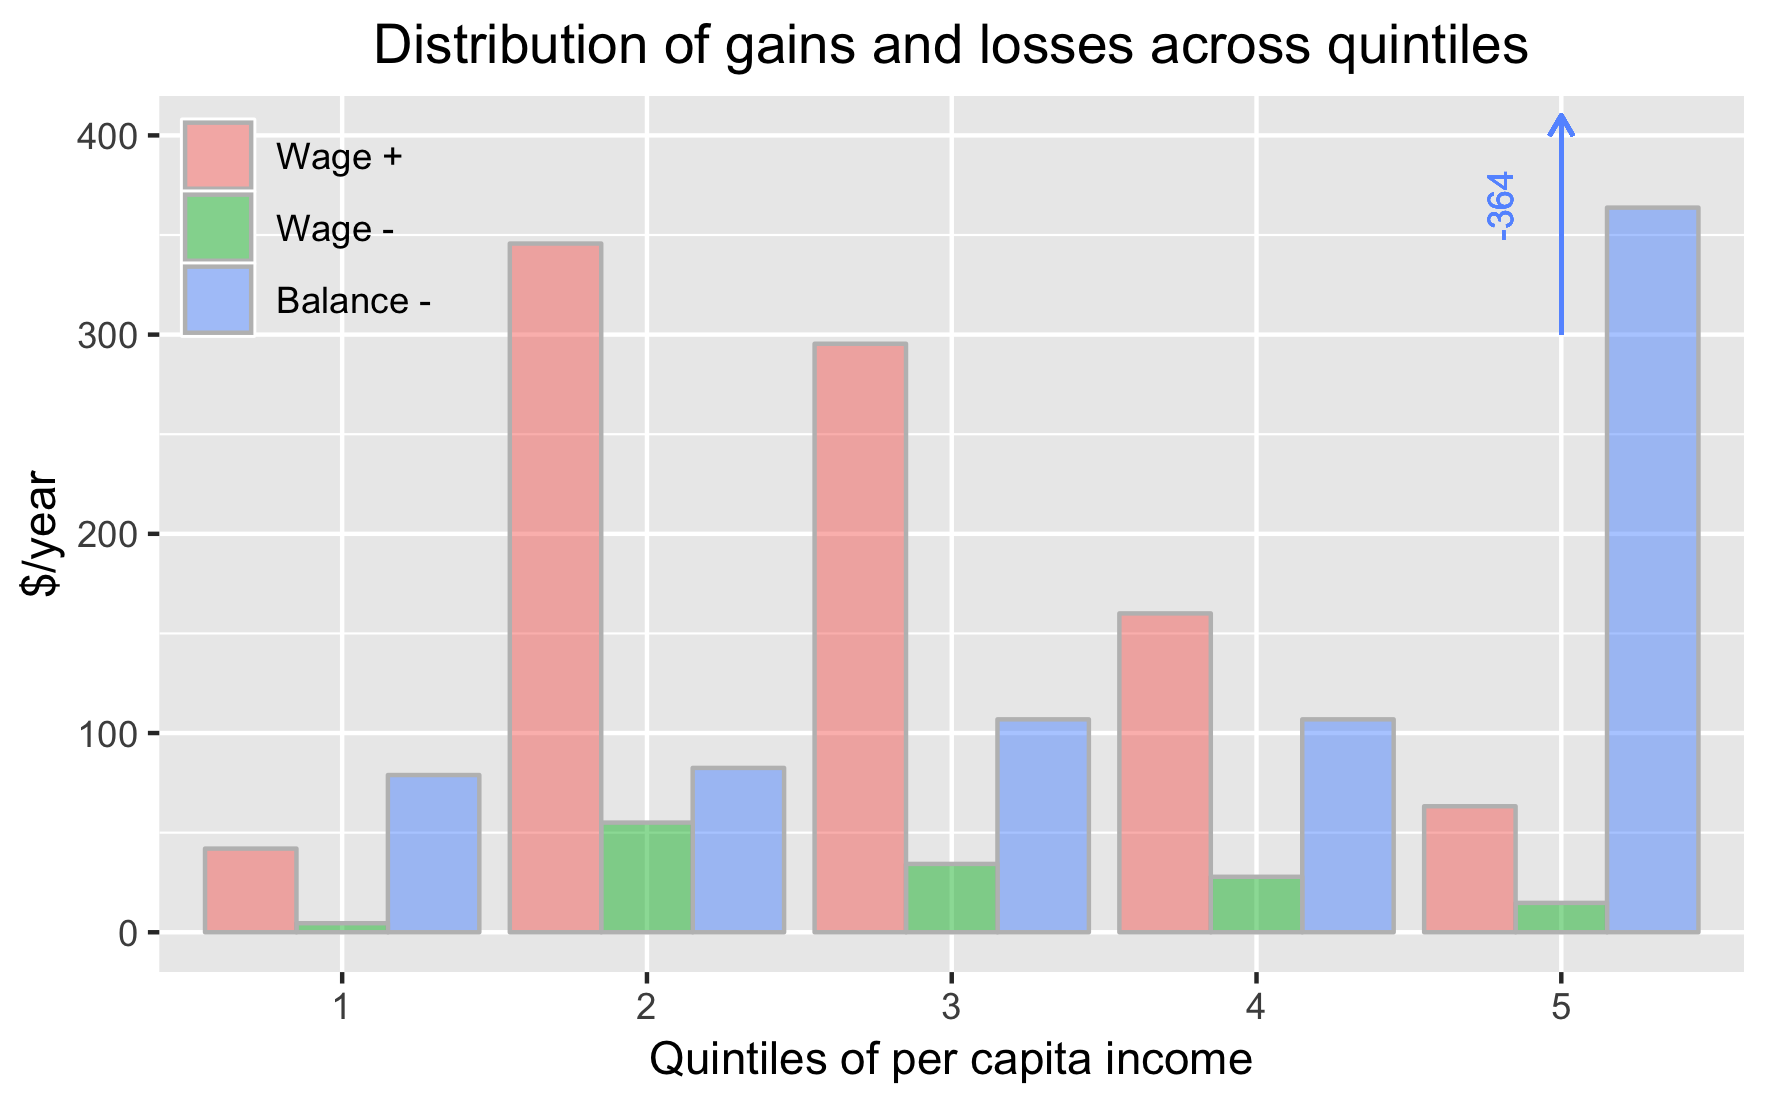 Distribution of gains and losses across quintiles
400
300
200
100
0
$/year
Wage +
Wage -
Balance -
-364
1 2 3 4 5
Quintiles of per capita income